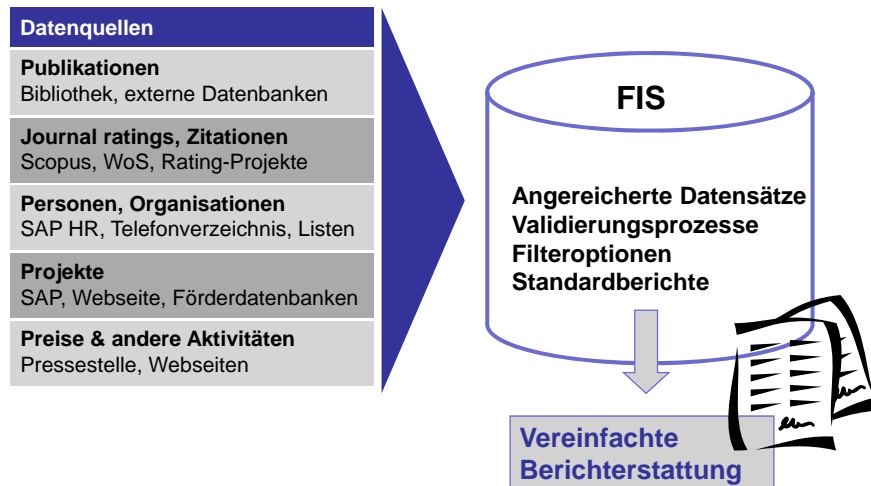 Datenquellen
Publikationen
Bibliothek, externe Datenbanken
Journal ratings, Zitationen
Scopus, WoS, Rating-Projekte
Personen, Organisationen
SAP HR, Telefonverzeichnis, Listen
Projekte
SAP, Webseite, Förderdatenbanken
Preise & andere Aktivitäten
Pressestelle, Webseiten
FIS
Angereicherte Datensätze
Validierungsprozesse
Filteroptionen
Standardberichte
Vereinfachte
Berichterstattung